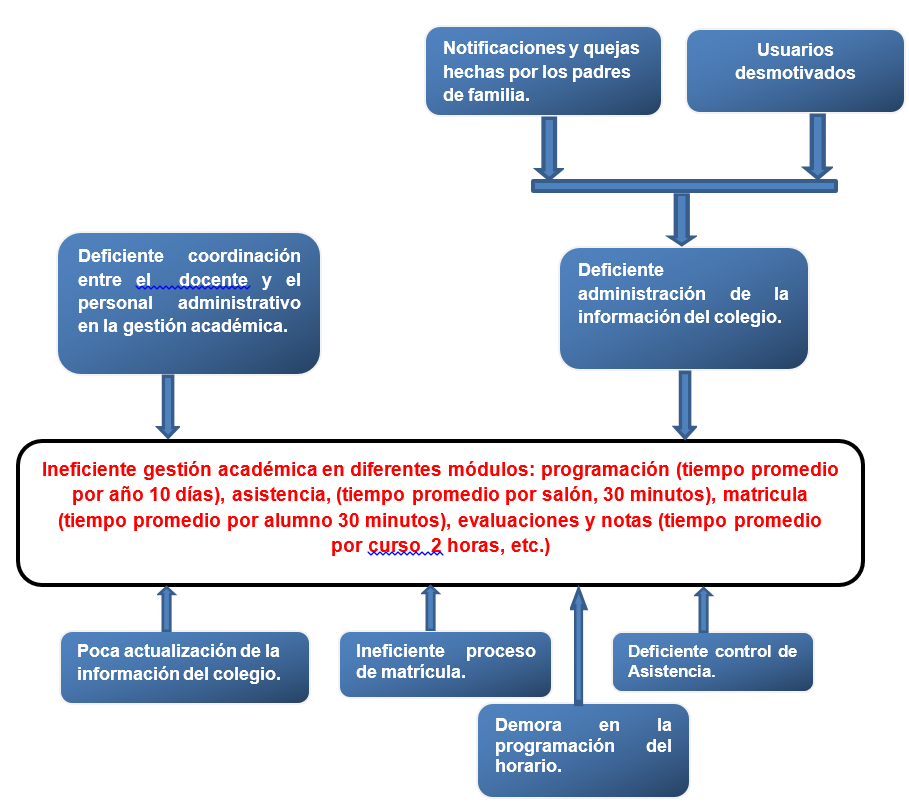 Notificaciones y quejas
hechas por los padres
de familia.
Usuarios
desmotivados
Deficiente coordinación
entre el docente y el
personal administrativo
en la gestión académica.
Deficiente
administración de la
información del colegio.
Ineficiente gestión académica en diferentes módulos: programación (tiempo promedio
por año 10 días), asistencia, (tiempo promedio por salón, 30 minutos), matricula
(tiempo promedio por alumno 30 minutos), evaluaciones y notas (tiempo promedio
por curso 2 horas, etc.)
Poca actualización de la
información del colegio.
Ineficiente proceso
de matrícula.
Deficiente control de
Asistencia.
Demora en la
programación del
horario.